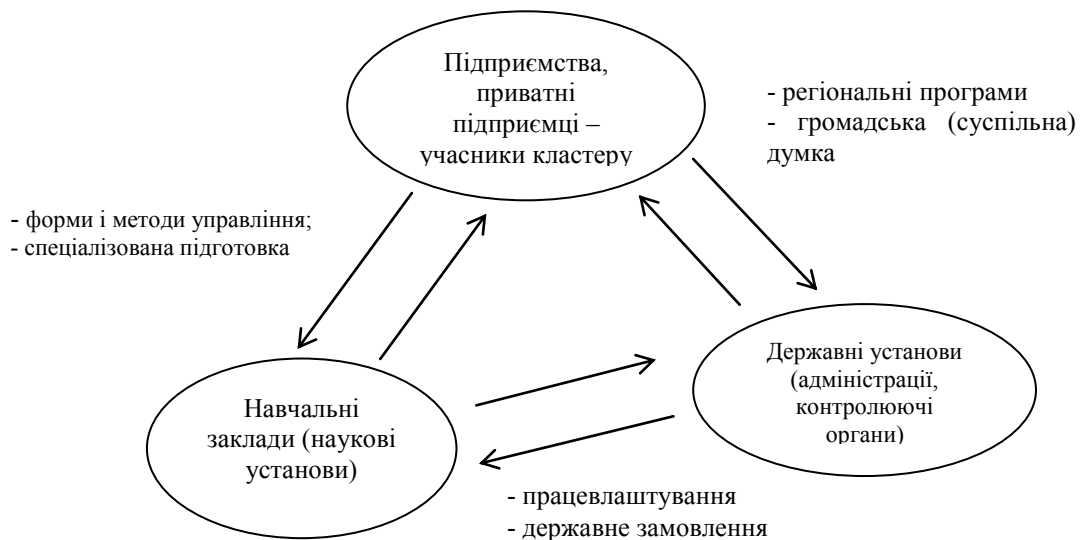 Підприємства,
приватні
підприємці –
учасники кластеру
- регіональні програми
- громадська (суспільна)
думка
- форми і методи управління;
- спеціалізована підготовка
Державні установи
(адміністрації,
контролюючі
органи)
Навчальні
заклади (наукові
установи)
- працевлаштування
- державне замовлення